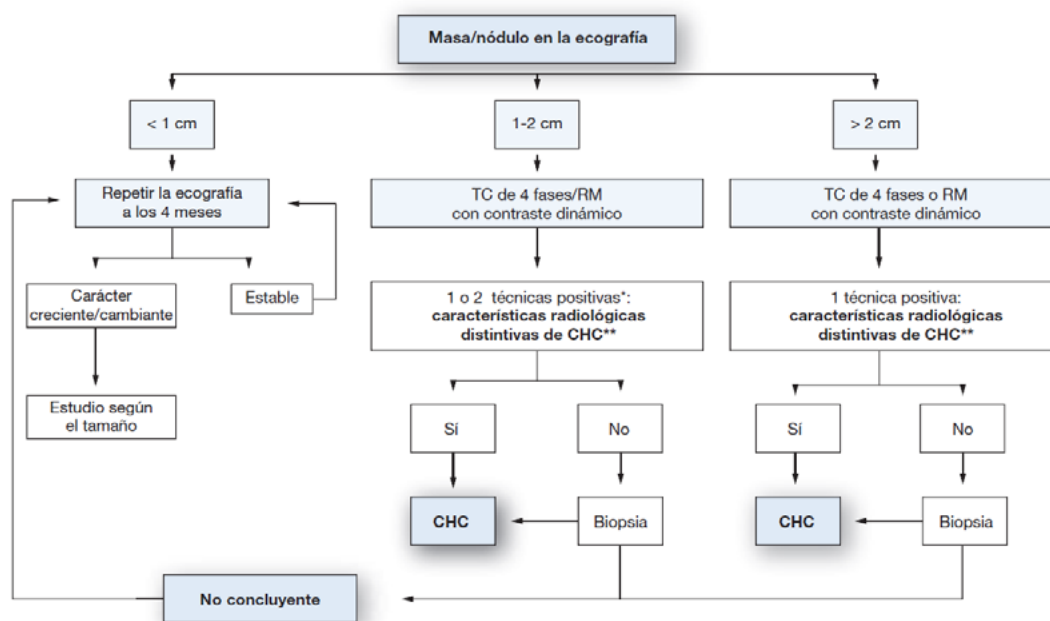 Masa/nódulo en la ecografía
< 1 cm
1-2 cm
> 2 cm
Repetir la ecografía
a los 4 meses
TC de 4 fases/RM
con contraste dinámico
TC de 4 fases o RM
con contraste dinámico
Carácter
creciente/cambiante
Estable
1 o 2 técnicas positivas*:
características radiológicas
distintivas de CHC**
1 técnica positiva:
características radiológicas
distintivas de CHC**
Estudio según
el tamaño
Sí
No
Sí
No
CHC
Biopsia
CHC
Biopsia
No concluyente